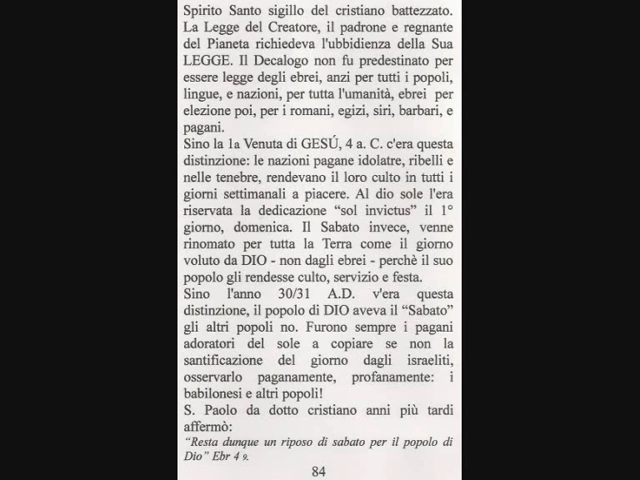 Spirito Santo sigillo del cristiano battezzato.
La Legge del Creatore, il padrone e regnante
del Pianeta richiedeva l'ubbidienza della Sua
LEGGE. Il Decalogo non fu predestinato per
essere legge degli ebrei, anzi per tutti i popoli,
lingue, e nazioni, per tutta l'umanità, ebrei per
elezione poi, per i romani, egizi, siri, barbari, e
pagani.
Sino la 1a Venuta di GESÚ, 4 a. C. c'era questa
distinzione: le nazioni pagane idolatre, ribelli e
nelle tenebre, rendevano il loro culto in tutti i
giorni settimanali a piacere. Al dio sole l'era
riservata la dedicazione “sol invictus” il 1°
giorno, domenica. Il Sabato invece, venne
rinomato per tutta la Terra come il giorno
voluto da DIO - non dagli ebrei - perchè il suo
popolo gli rendesse culto, servizio e festa.
Sino l'anno 30/31 A.D. v'era questa
distinzione, il popolo di DIO aveva il “Sabato”
gli altri popoli no. Furono sempre i pagani
adoratori del sole a copiare se non la
santificazione del giorno dagli israeliti,
osservarlo paganamente, profanamente: i
babilonesi e altri popoli!
S. Paolo da dotto cristiano anni più tardi
affermò:
“Resta dunque un riposo di sabato per il popolo di
Dio” Ebr 4 9.
84